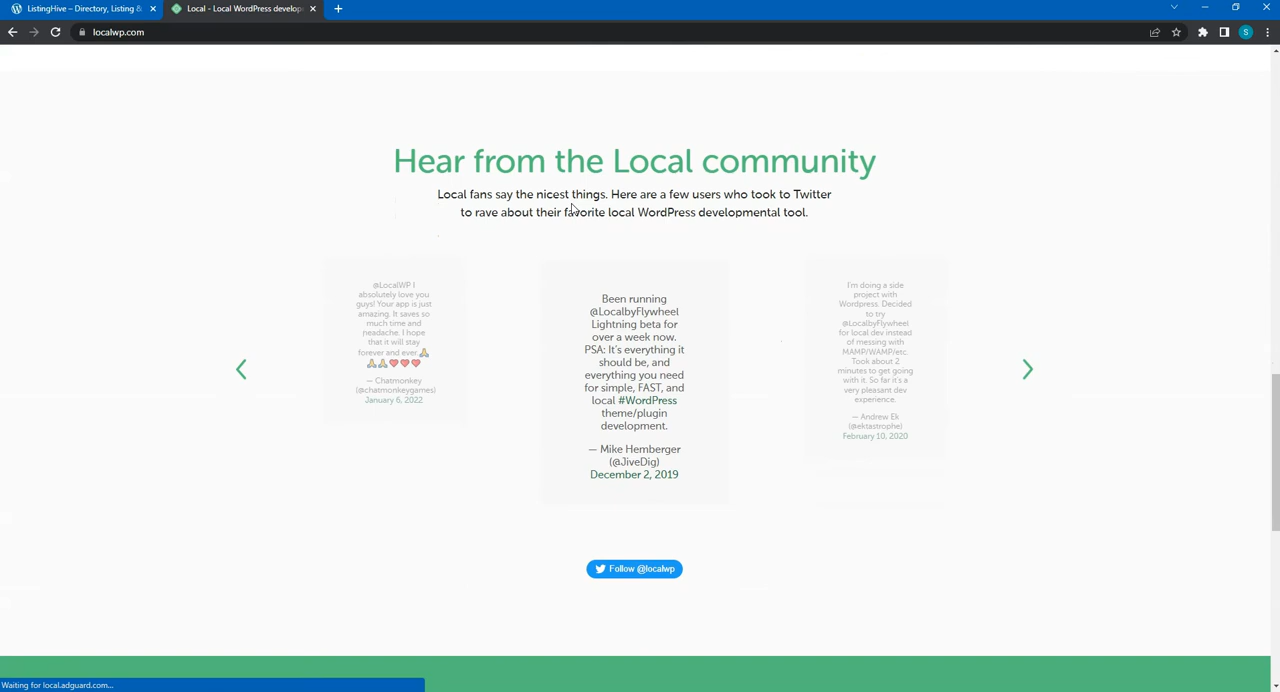 ListingHive – Directory, Listing &
Local - Local WordPress develop
localwp.com
S
Hear from the Local community
Local fans say the nicest things. Here are a few users who took to Twitter
to rave about their favorite local WordPress developmental tool.
@LocalWP I
absolutely love you
guys! Your app is just
amazing. It saves so
much time and
neadache. I hope
that it will stay
forever and ever.🙏
🙏🙏❤❤❤
— Chatmonkey
(@chatmonkeygames)
January 6, 2022
Been running
@LocalbyFlywheel
Lightning beta for
over a week now.
PSA: It's everything it
should be, and
everything you need
for simple, FAST, and
local #WordPress
theme/plugin
development.
— Mike Hemberger
(@JiveDig)
December 2, 2019
I'm doing a side
project with
Wordpress. Decided
to try
@LocalbyFlywheel
for local dev instead
of messing with
MAMP/WAMP/etc.
Took about 2
minutes to get going
with it. So far it's a
very pleasant dev
experience.
— Andrew Ek
(@ektastrophe)
February 10, 2020
Follow @localwp
Waiting for local.adguard.com...